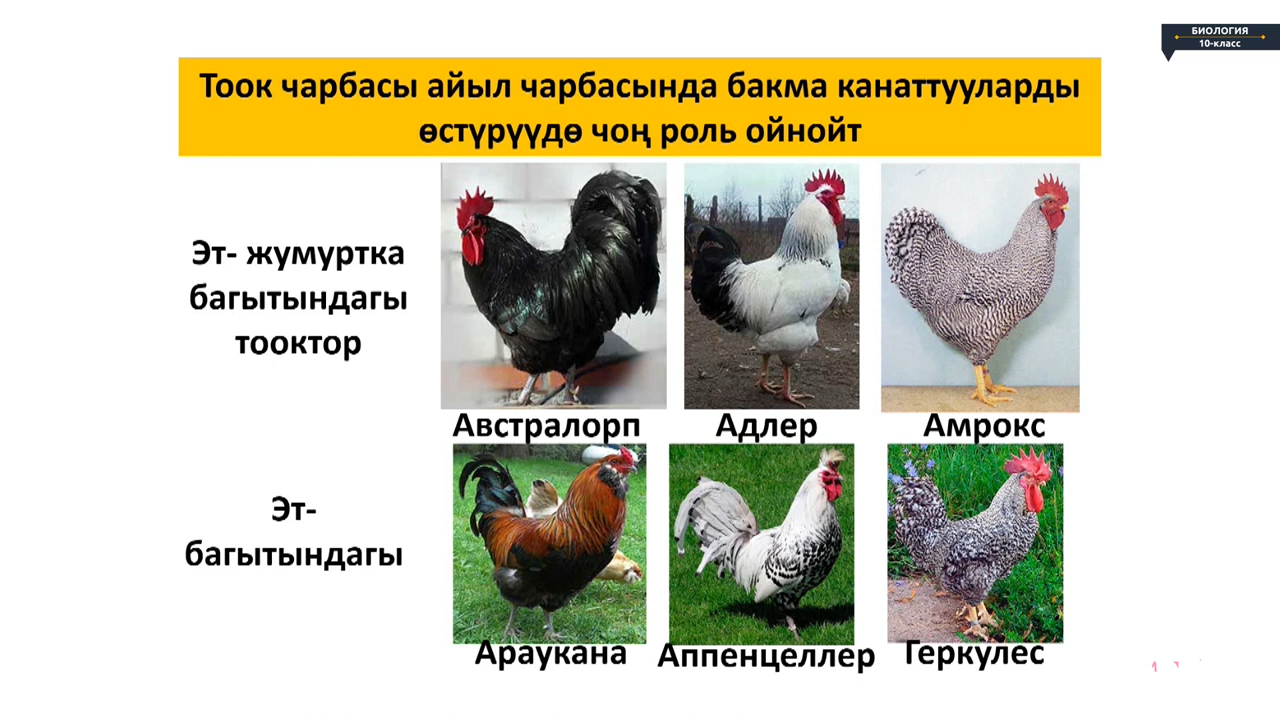 БИОЛОГИЯ
10-класс
Тоок чарбасы айыл чарбасында бакма канаттууларды
өстүрүүдө чоң роль ойнойт
Эт- жумуртка
багытындагы
тооктор
Австралорп
Адлер
Амрокс
Эт-
багытындагы
Араукана
Аппенцеллер
Геркулес